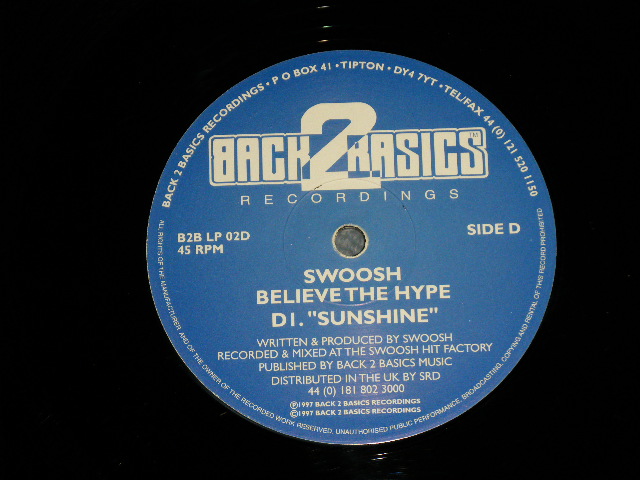 BACK 2 BASICS RECORDINGS • P O BOX 41 • TIPTON • DY4 7YT • TEL/FAX 44 (0) 121 520 1150
BACK 2 BASICS™
RECORDINGS
B2B LP 02D
45 RPM
SIDE D
SWOOSH
BELIEVE THE HYPE
D1. "SUNSHINE"
WRITTEN & PRODUCED BY SWOOSH
RECORDED & MIXED AT THE SWOOSH HIT FACTORY
PUBLISHED BY BACK 2 BASICS MUSIC
DISTRIBUTED IN THE UK BY SRD
44 (0) 181 802 3000
℗1997 BACK 2 BASICS RECORDINGS
©1997 BACK 2 BASICS RECORDINGS
ALL RIGHTS OF THE MANUFACTURER AND OF THE OWNER OF THE RECORDED WORK RESERVED. UNAUTHORISED PUBLIC PERFORMANCE, BROADCASTING, COPYING AND RENTAL OF THIS RECORD PROHIBITED